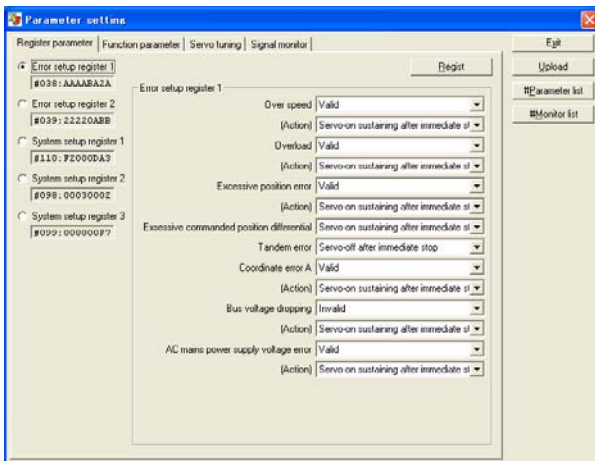 Parameter setting
Register parameter Function parameter Servo tuning Signal monitor
Exit
Upload
#Parameter list
#Monitor list
Error setup register 1
#038:AAAABA2A
Error setup register 2
#039:22220ABB
System setup register 1
#110:F2000DA3
System setup register 2
#098:00030002
System setup register 3
#099:000000F7
Regist
Error setup register 1
Over speed Valid
(Action) Servo-on sustaining after immediate st
Overload Valid
(Action) Servo-on sustaining after immediate st
Excessive position error Valid
(Action) Servo-on sustaining after immediate st
Excessive commanded position differential Servo-on sustaining after immediate st
Tandem error Servo-off after immediate stop
Coordinate error A Valid
(Action) Servo-on sustaining after immediate st
Bus voltage dropping Invalid
(Action) Servo-on sustaining after immediate st
AC mains power supply voltage error Valid
(Action) Servo-on sustaining after immediate st